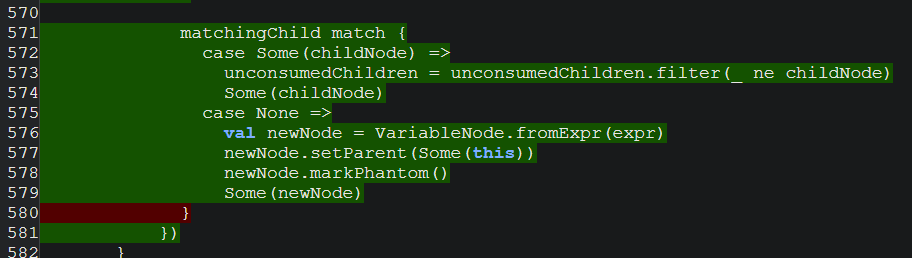 570
571 matchingChild match {
572 case Some(childNode) =>
573 unconsumedChildren = unconsumedChildren.filter(_ ne childNode)
574 Some(childNode)
575 case None =>
576 val newNode = VariableNode.fromExpr(expr)
577 newNode.setParent(Some(this))
578 newNode.markPhantom()
579 Some(newNode)
580 }
581 })
582 }